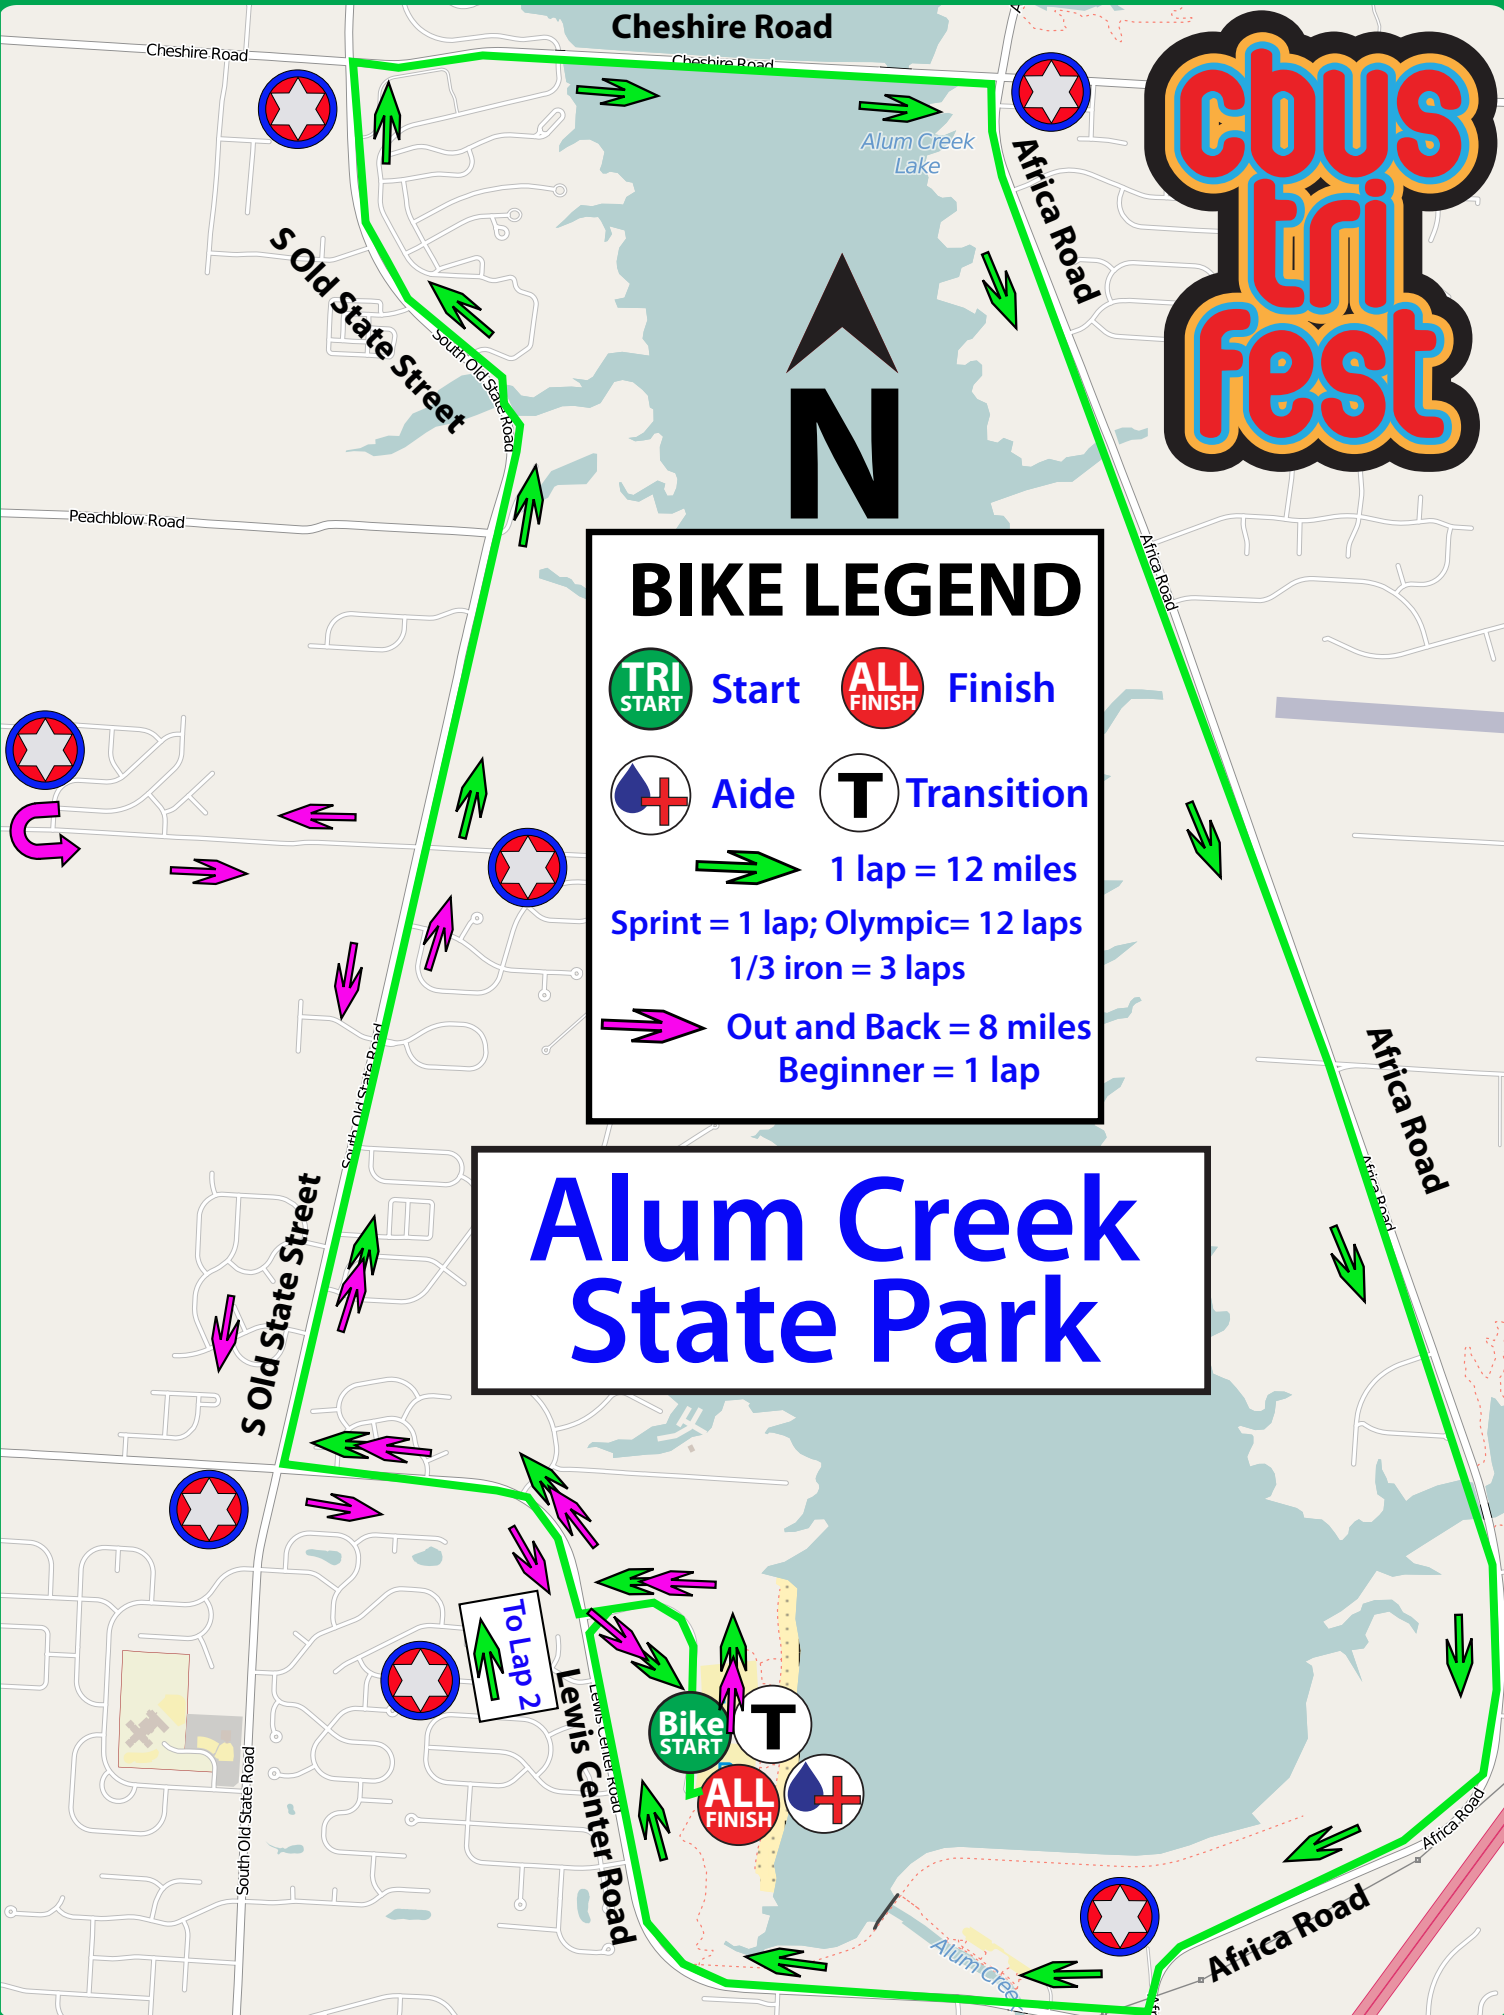 Cheshire Road
Cheshire Road
Cheshire Road
cbus
tri
fest
Alum Creek
Lake
Africa Road
S Old State Street
South Old State Road
N
Peachblow Road
Africa Road
BIKE LEGEND
TRI
START
Start
ALL
FINISH
Finish
Aide
T
Transition
1 lap = 12 miles
Sprint = 1 lap; Olympic= 12 laps
1/3 iron = 3 laps
Out and Back = 8 miles
Beginner = 1 lap
South Old State Road
Africa Road
Africa Road
S Old State Street
Alum Creek
State Park
To Lap 2
Lewis Center Road
Lewis Center Road
Bike
START
T
ALL
FINISH
South Old State Road
Africa Road
Africa Road
Alum Creek